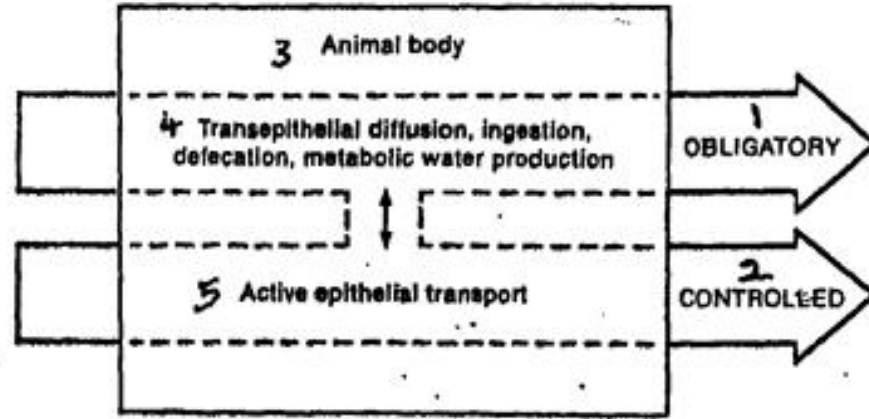 3 Animal body
4 Transepithelial diffusion, ingestion,
defecation, metabolic water production
1
OBLIGATORY
5 Active epithelial transport
2
CONTROLLED